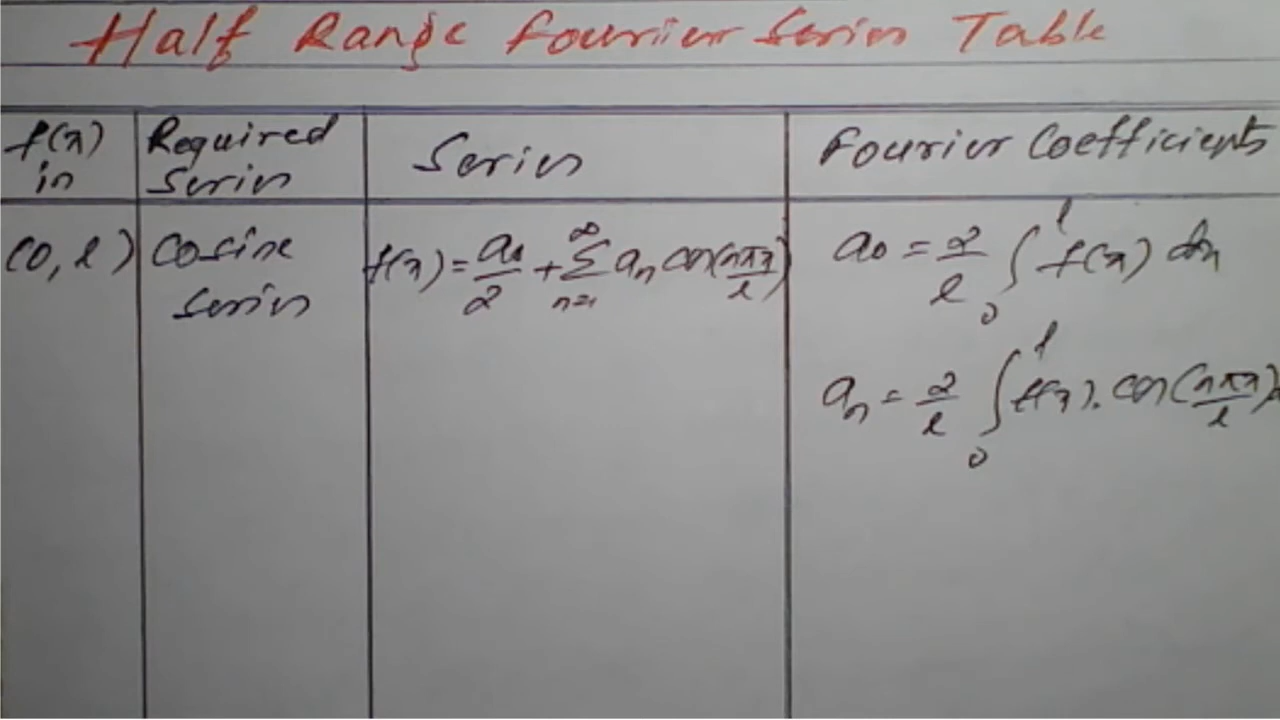 Half Range Fourier Series Table
f(x) in
Required Series
Series
Fourier Coefficients
(0, l)
Cosine series
f(x) = a0/2 + ∑_{n=1}^{∞} an cos(nπx/l)
a0 = 2/l ∫_0^l f(x) dx
an = 2/l ∫_0^l f(x). cos(nπx/l)